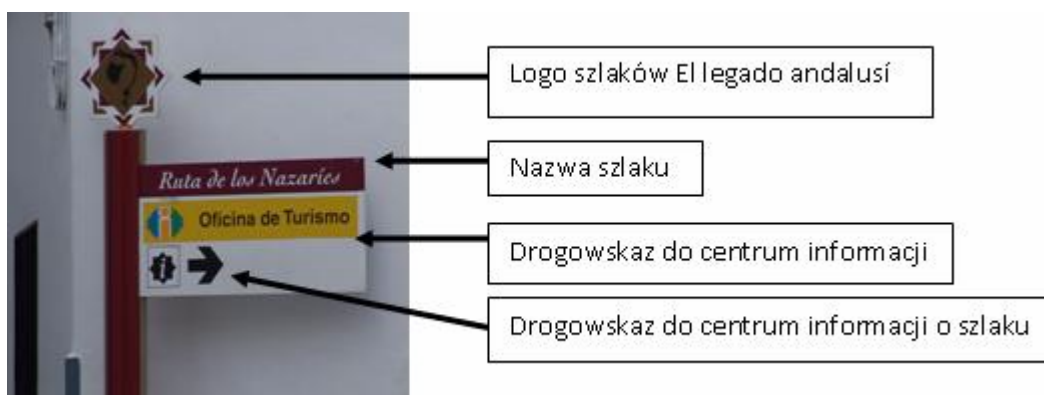 Logo szlaków El legado andalusí
Nazwa szlaku
Ruta de los Nazaríes
i Oficina de Turismo
Drogowskaz do centrum informacji
i
Drogowskaz do centrum informacji o szlaku